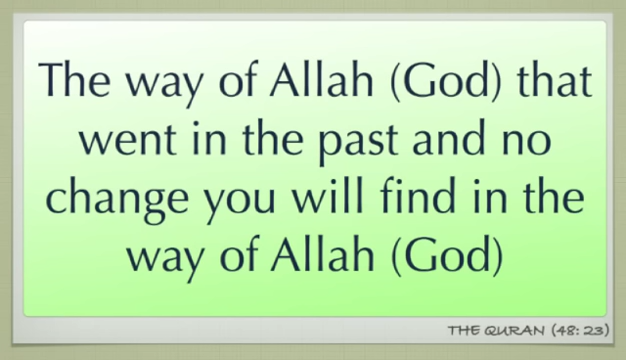 The way of Allah (God) that
went in the past and no
change you will find in the
way of Allah (God)
THE QURAN (48: 23)